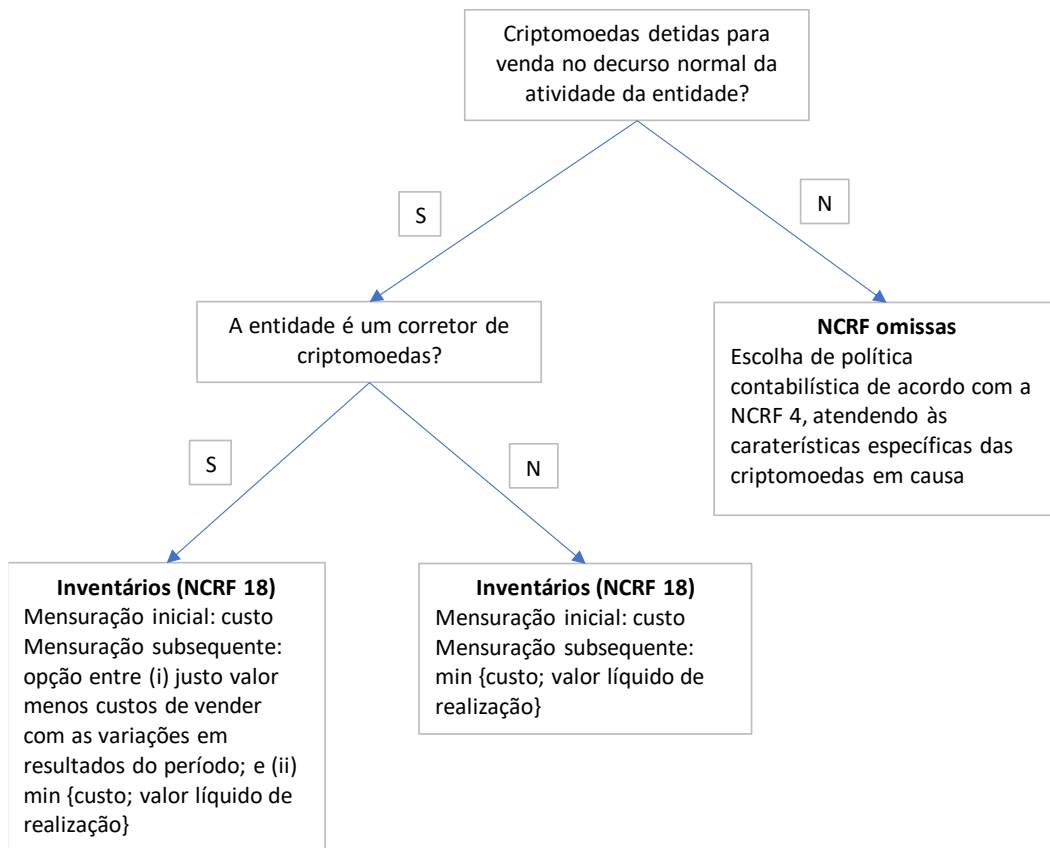 Criptomoedas detidas para
venda no decurso normal da
atividade da entidade?
S
N
A entidade é um corretor de
criptomoedas?
NCRF omissas
Escolha de política
contabilística de acordo com a
NCRF 4, atendendo às
caraterísticas específicas das
criptomoedas em causa
S
N
Inventários (NCRF 18)
Mensuração inicial: custo
Mensuração subsequente:
opção entre (i) justo valor
menos custos de vender
com as variações em
resultados do período; e (ii)
min {custo; valor líquido de
realização}
Inventários (NCRF 18)
Mensuração inicial: custo
Mensuração subsequente:
min {custo; valor líquido de
realização}